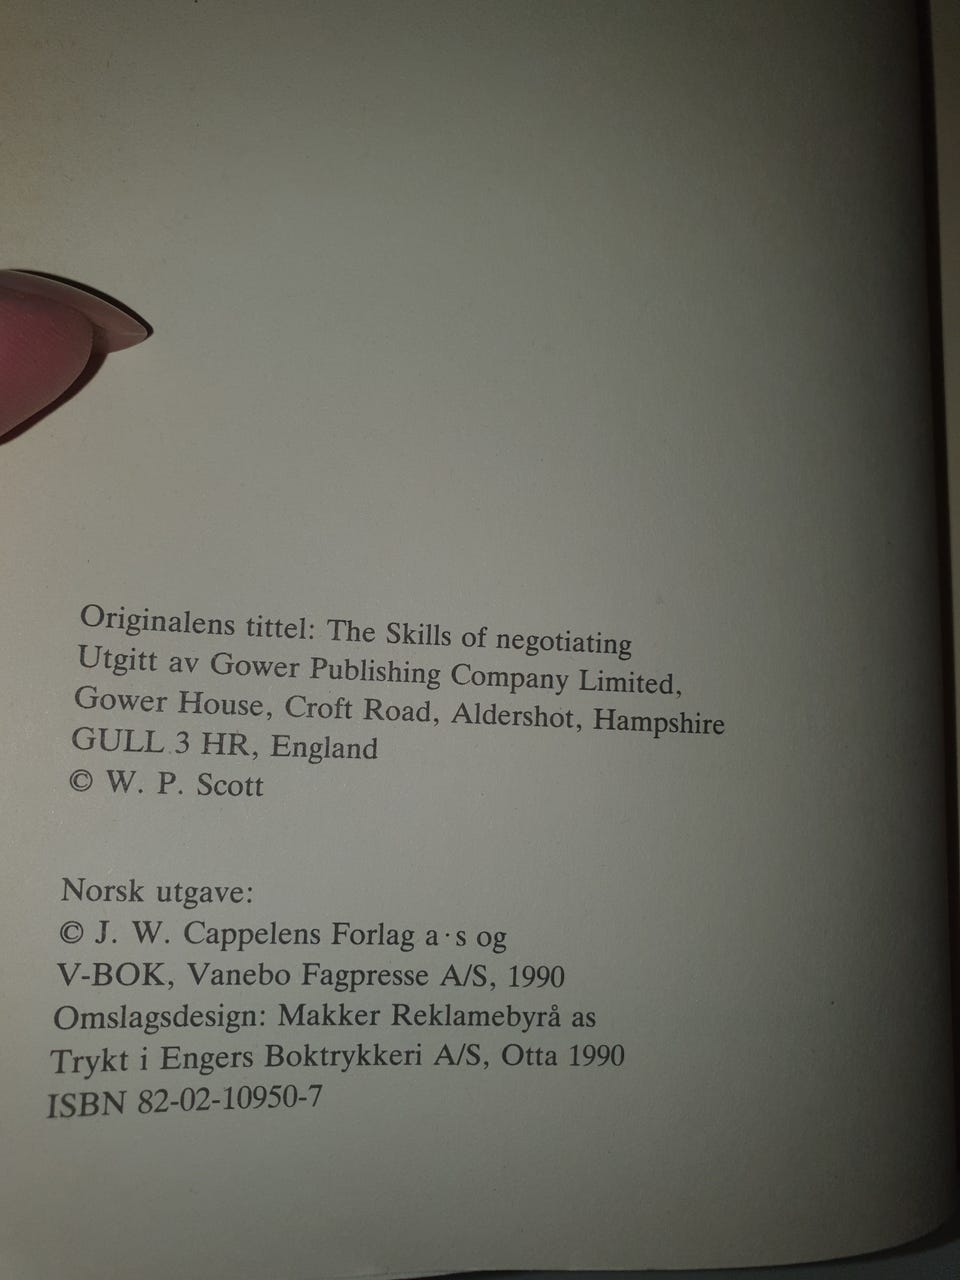 Originalens tittel: The Skills of negotiating
Utgitt av Gower Publishing Company Limited,
Gower House, Croft Road, Aldershot, Hampshire
GULL 3 HR, England
© W. P. Scott
Norsk utgave:
© J. W. Cappelens Forlag a·s og
V-BOK, Vanebo Fagpresse A/S, 1990
Omslagsdesign: Makker Reklamebyrå as
Trykt i Engers Boktrykkeri A/S, Otta 1990
ISBN 82-02-10950-7